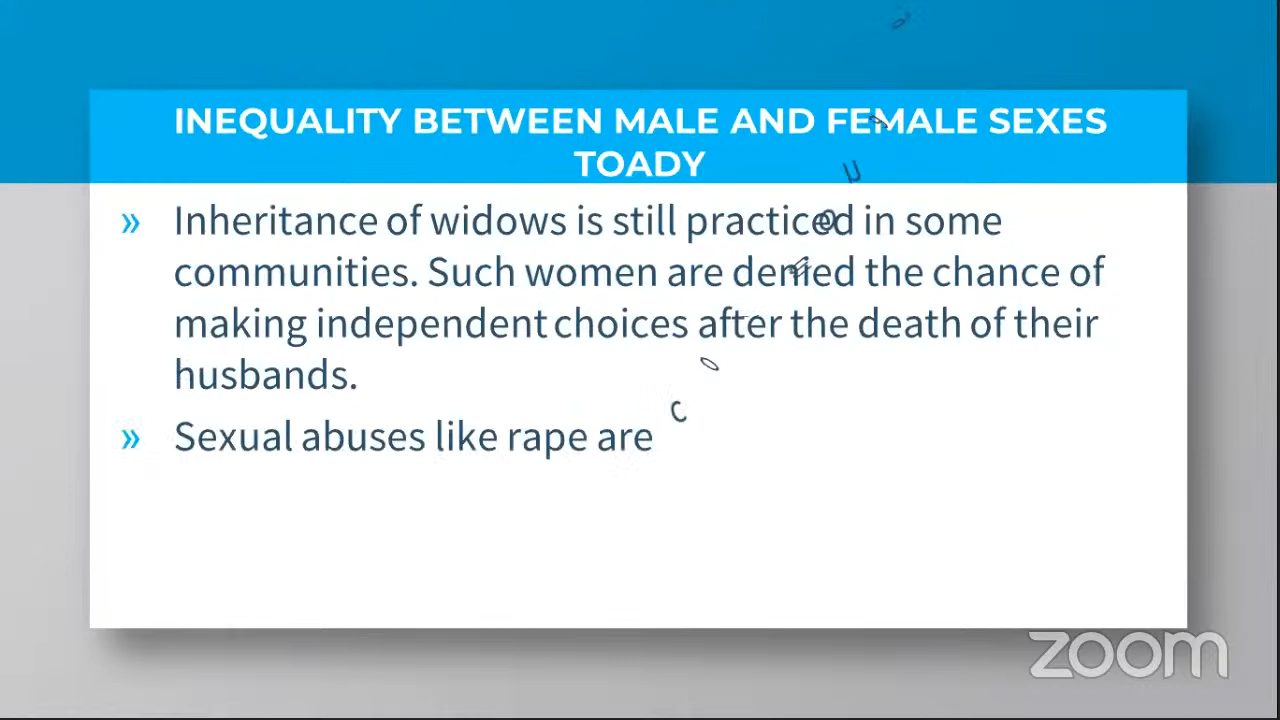 INEQUALITY BETWEEN MALE AND FEMALE SEXES
TOADY
» Inheritance of widows is still practiced in some
communities. Such women are denied the chance of
making independent choices after the death of their
husbands.
» Sexual abuses like rape are
zoom